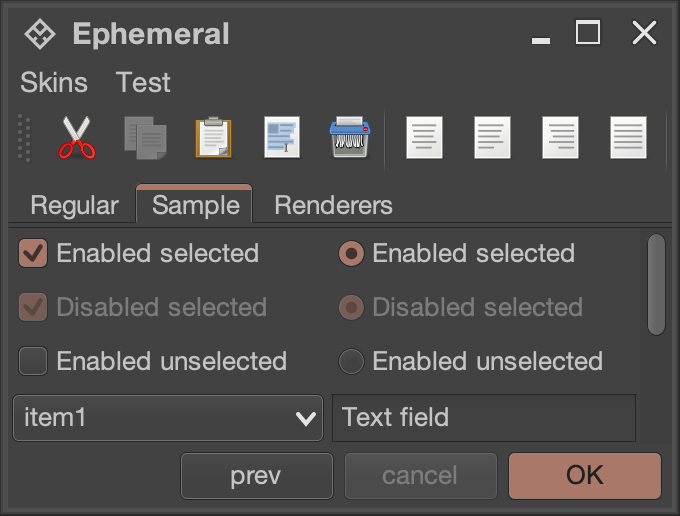 Ephemeral
Skins Test
Regular Sample Renderers
Enabled selected Enabled selected
Disabled selected Disabled selected
Enabled unselected Enabled unselected
item1 Text field
prev cancel OK